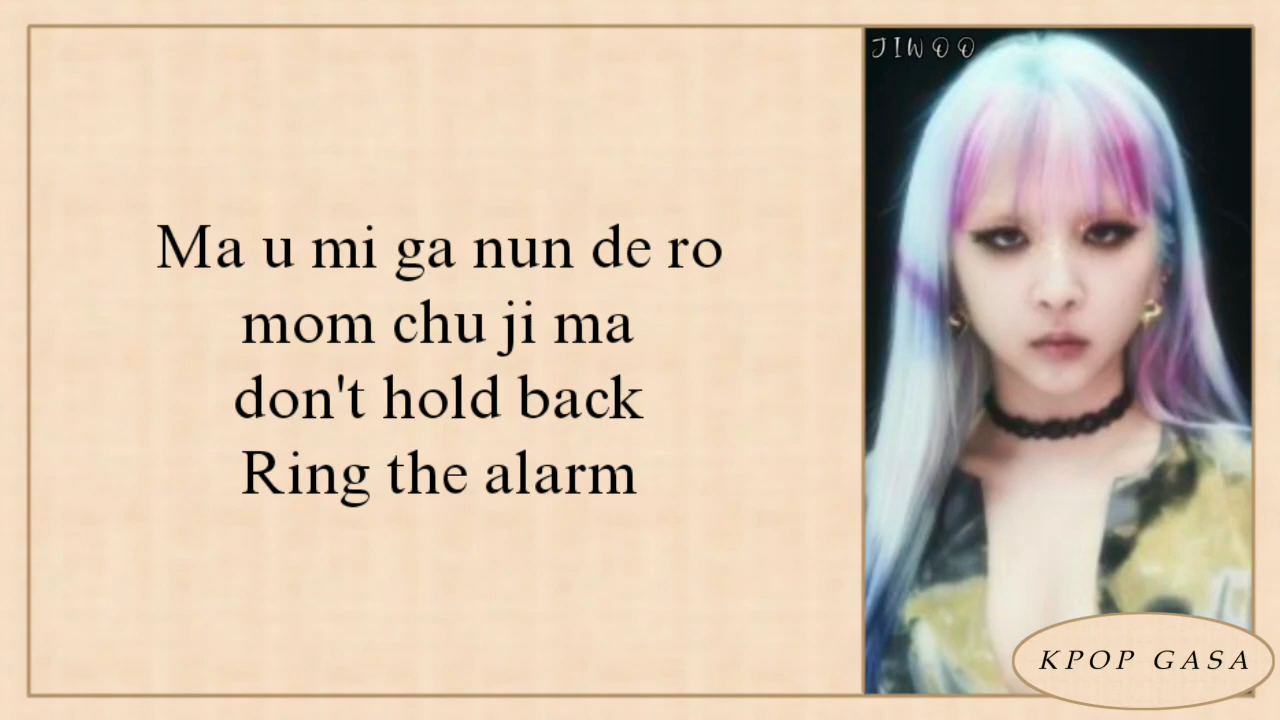 JIWOO
Ma u mi ga nun de ro
mom chu ji ma
don't hold back
Ring the alarm
KPOP GASA